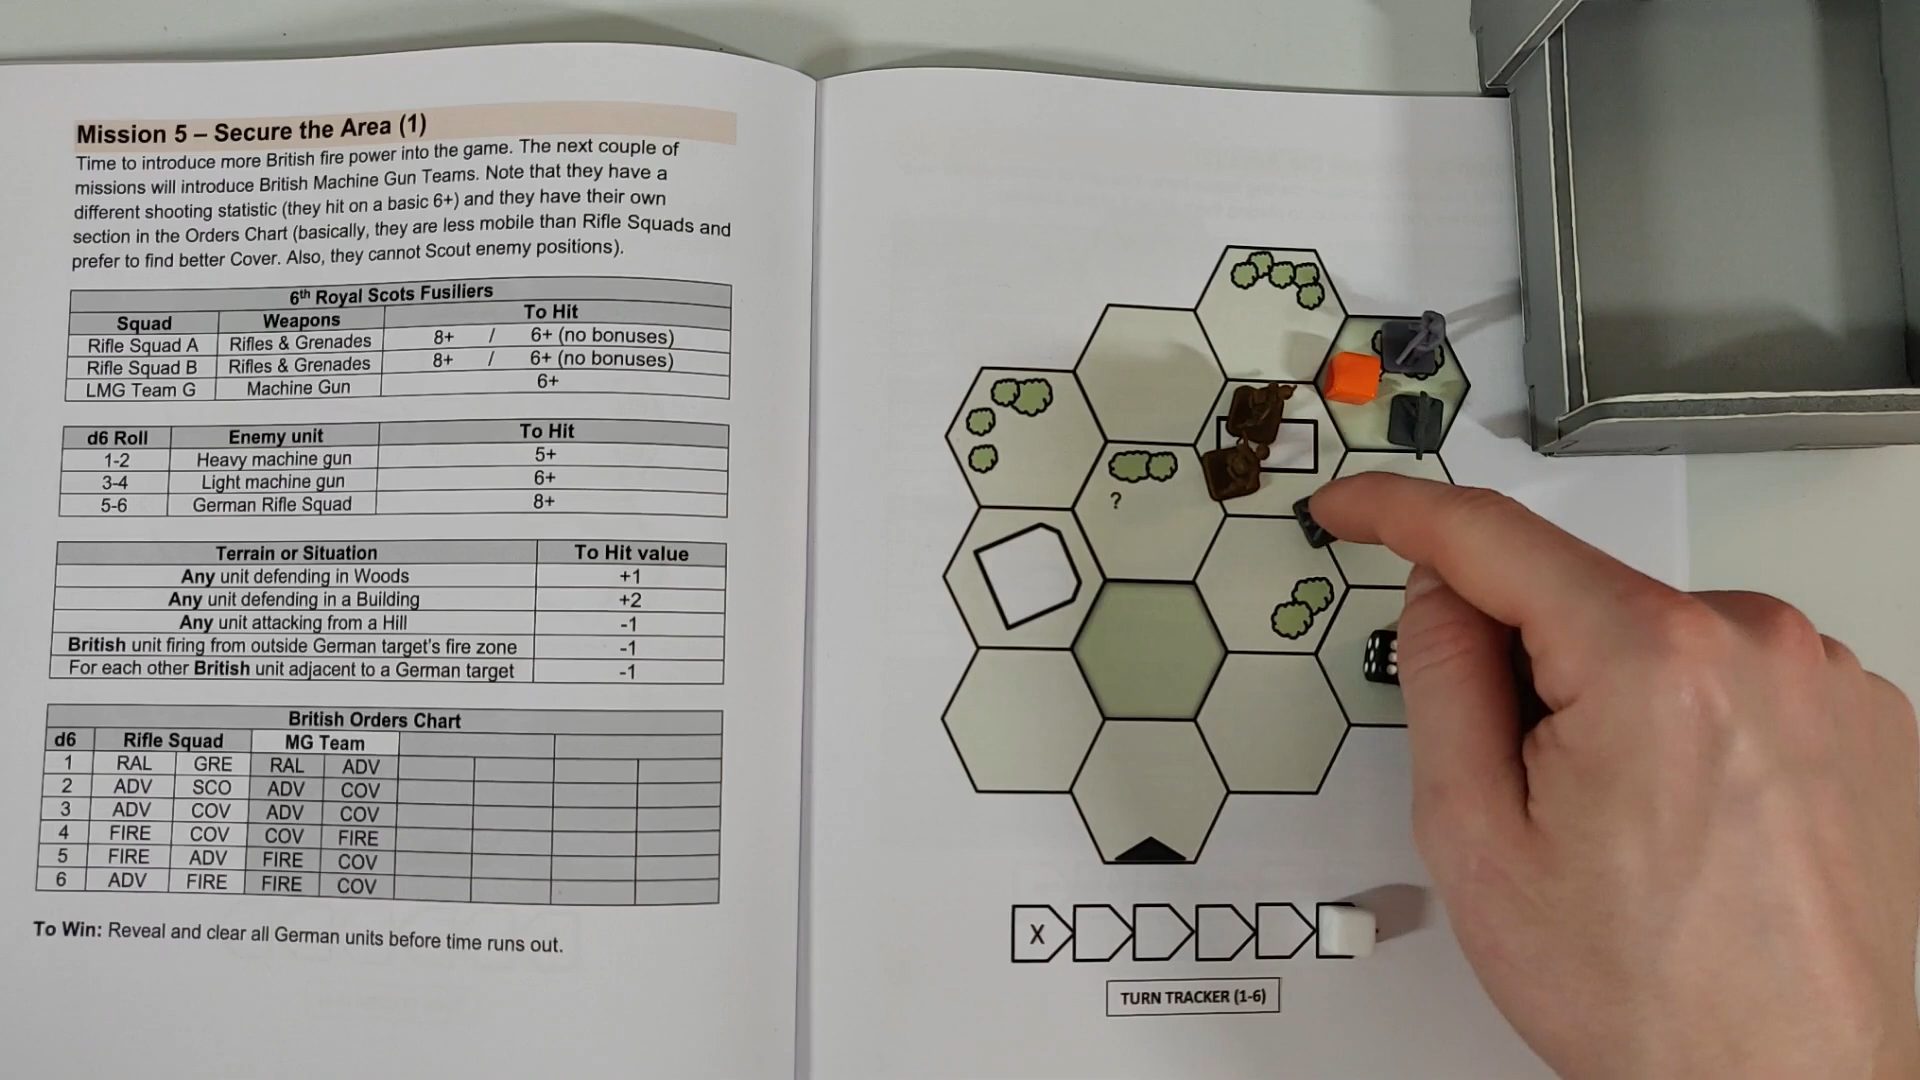 Mission 5 – Secure the Area (1)
Time to introduce more British fire power into the game. The next couple of
missions will introduce British Machine Gun Teams. Note that they have a
different shooting statistic (they hit on a basic 6+) and they have their own
section in the Orders Chart (basically, they are less mobile than Rifle Squads and
prefer to find better Cover. Also, they cannot Scout enemy positions).
6th Royal Scots Fusiliers
Squad Weapons To Hit
Rifle Squad A Rifles & Grenades 8+ / 6+ (no bonuses)
Rifle Squad B Rifles & Grenades 8+ / 6+ (no bonuses)
LMG Team G Machine Gun 6+
d6 Roll Enemy unit To Hit
1-2 Heavy machine gun 5+
3-4 Light machine gun 6+
5-6 German Rifle Squad 8+
Terrain or Situation To Hit value
Any unit defending in Woods +1
Any unit defending in a Building +2
Any unit attacking from a Hill -1
British unit firing from outside German target's fire zone -1
For each other British unit adjacent to a German target -1
British Orders Chart
d6 Rifle Squad MG Team
1 RAL GRE RAL ADV
2 ADV SCO ADV COV
3 ADV COV ADV COV
4 FIRE COV COV FIRE
5 FIRE ADV FIRE COV
6 ADV FIRE FIRE COV
To Win: Reveal and clear all German units before time runs out.
?
X
TURN TRACKER (1-6)